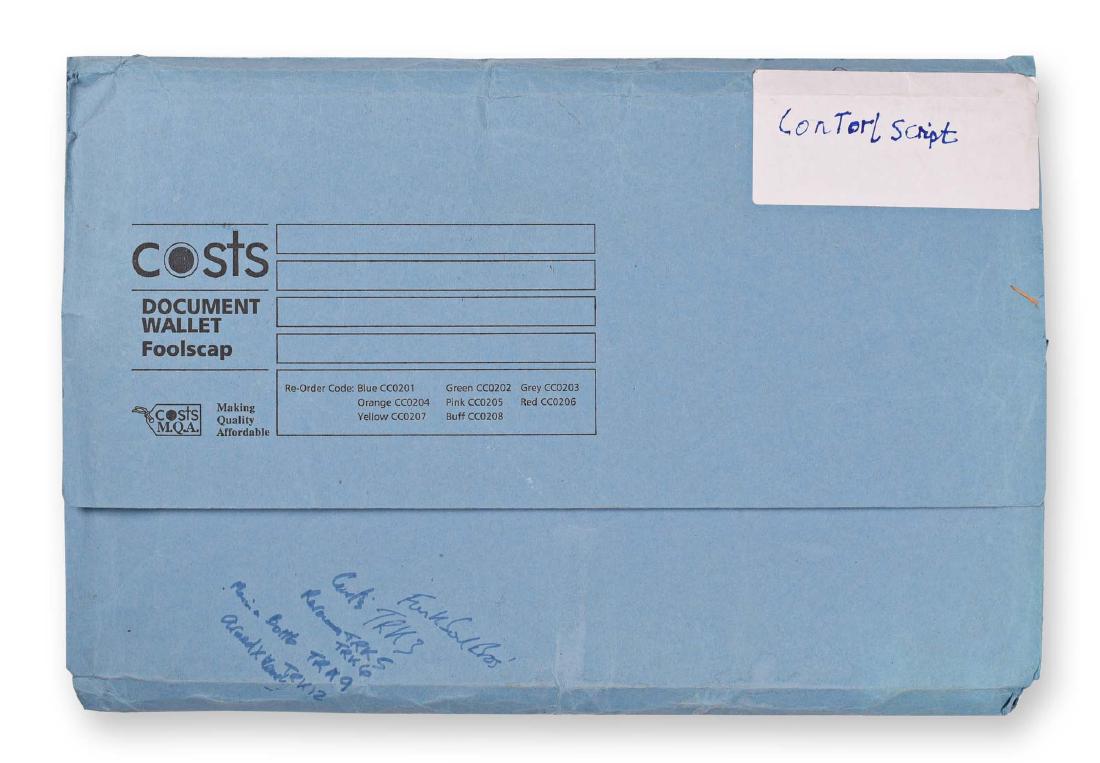 ConTorl Script
costs
DOCUMENT
WALLET
Foolscap
Re-Order Code: Blue CC0201 Green CC0202 Grey CC0203
Orange CC0204 Pink CC0205 Red CC0206
Yellow CC0207 Buff CC0208
costs
M.Q.A.
Making
Quality
Affordable
TRK3
TRK5
TRK6
TRK9
TRK12